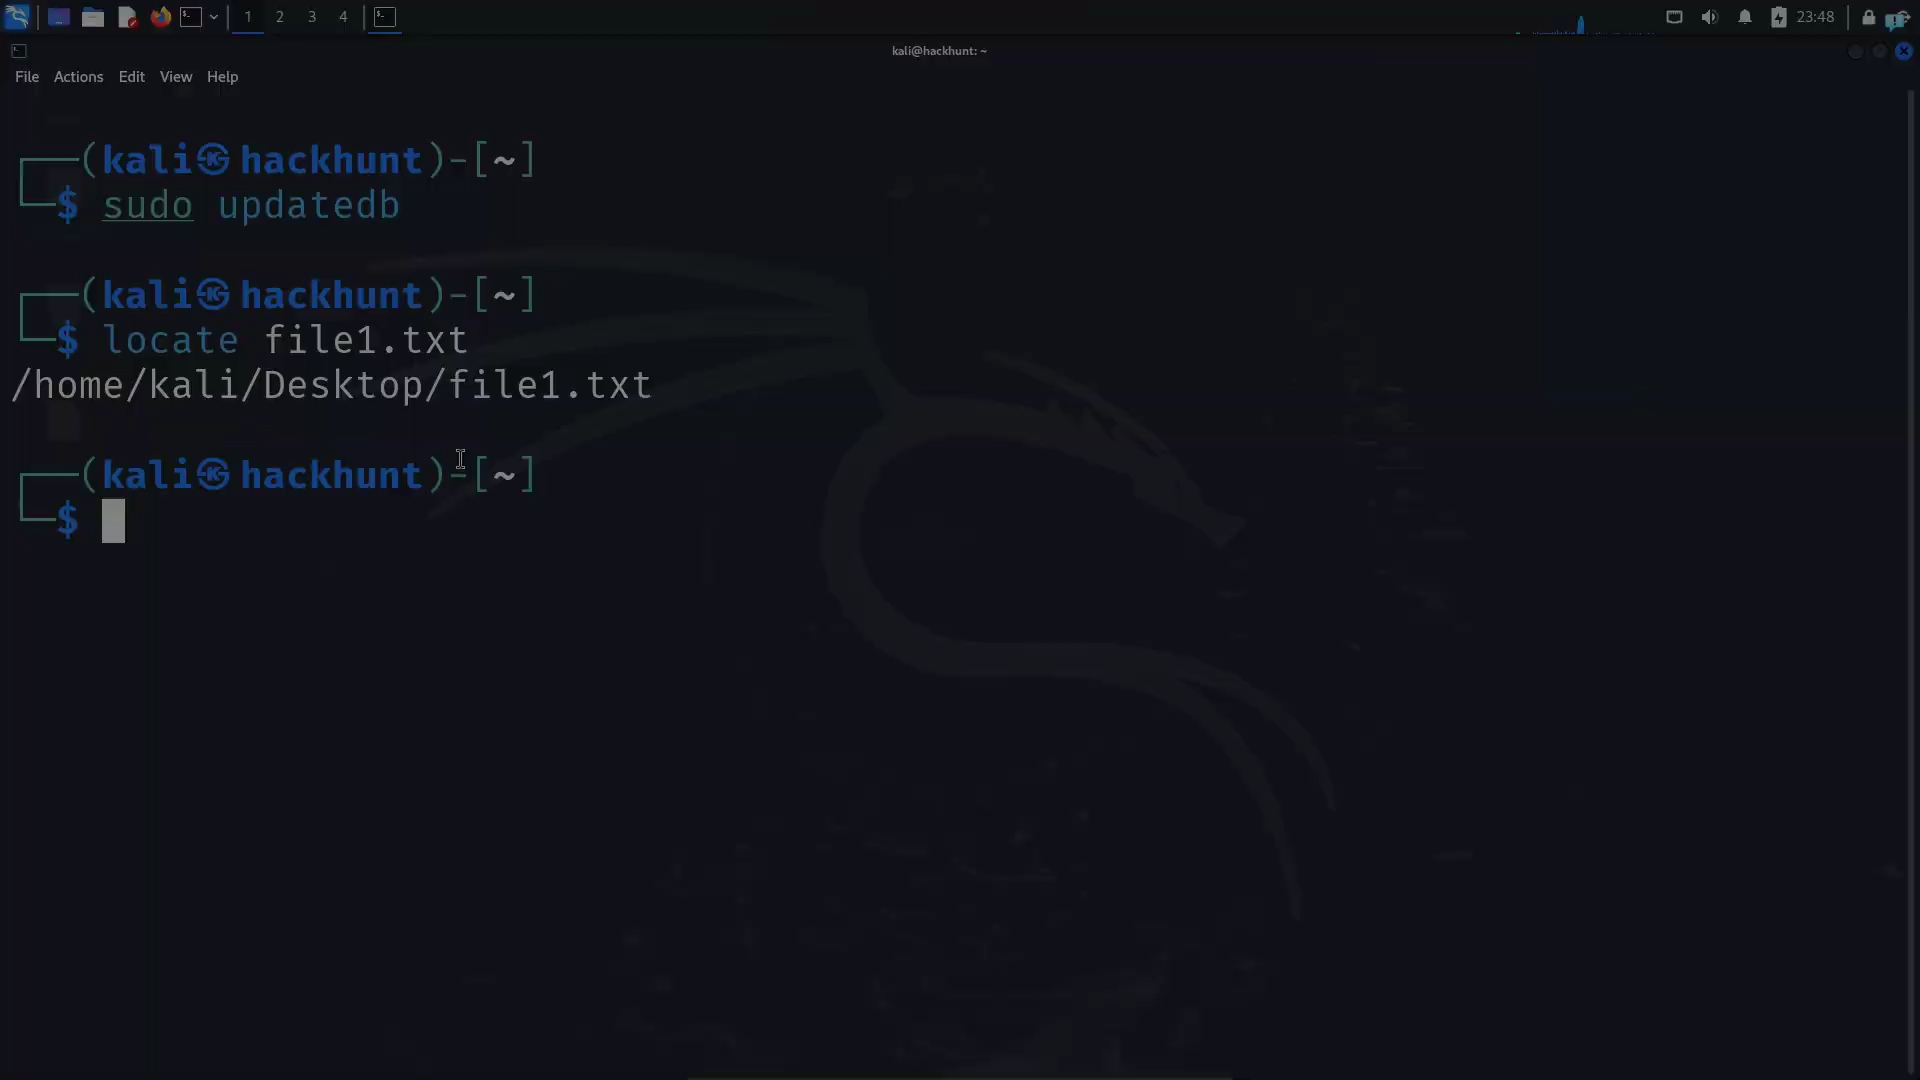 1 2 3 4 23:48
kali@hackhunt: ~
File Actions Edit View Help
┌──(kali㉿hackhunt)-[~]
└─$ sudo updatedb
┌──(kali㉿hackhunt)-[~]
└─$ locate file1.txt
/home/kali/Desktop/file1.txt
┌──(kali㉿hackhunt)-[~]
└─$